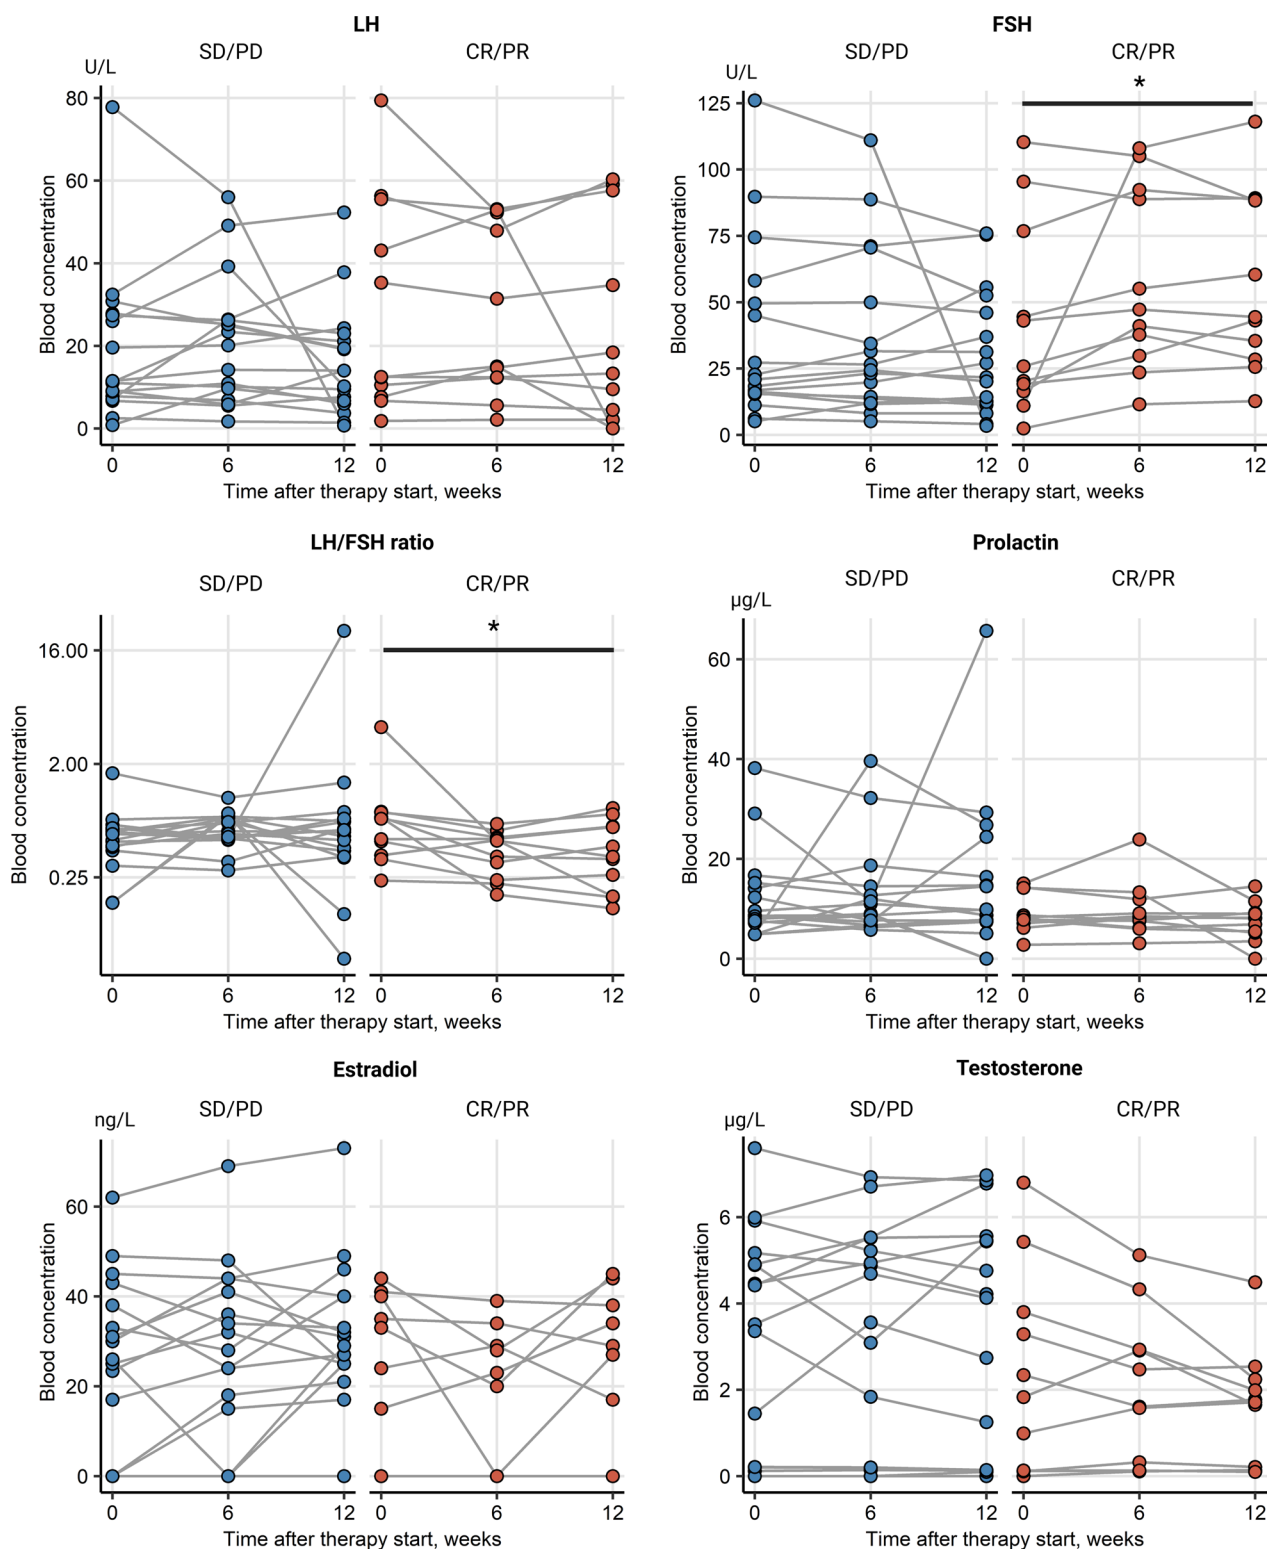 LH
SD/PD CR/PR
U/L
80
60
40
20
0
Blood concentration
0 6 12 0 6 12
Time after therapy start, weeks
FSH
SD/PD CR/PR
U/L
*
125
100
75
50
25
0
Blood concentration
0 6 12 0 6 12
Time after therapy start, weeks
LH/FSH ratio
SD/PD CR/PR
*
16.00
2.00
0.25
Blood concentration
0 6 12 0 6 12
Time after therapy start, weeks
Prolactin
SD/PD CR/PR
µg/L
60
40
20
0
Blood concentration
0 6 12 0 6 12
Time after therapy start, weeks
Estradiol
SD/PD CR/PR
ng/L
60
40
20
0
Blood concentration
0 6 12 0 6 12
Time after therapy start, weeks
Testosterone
SD/PD CR/PR
µg/L
6
4
2
0
Blood concentration
0 6 12 0 6 12
Time after therapy start, weeks